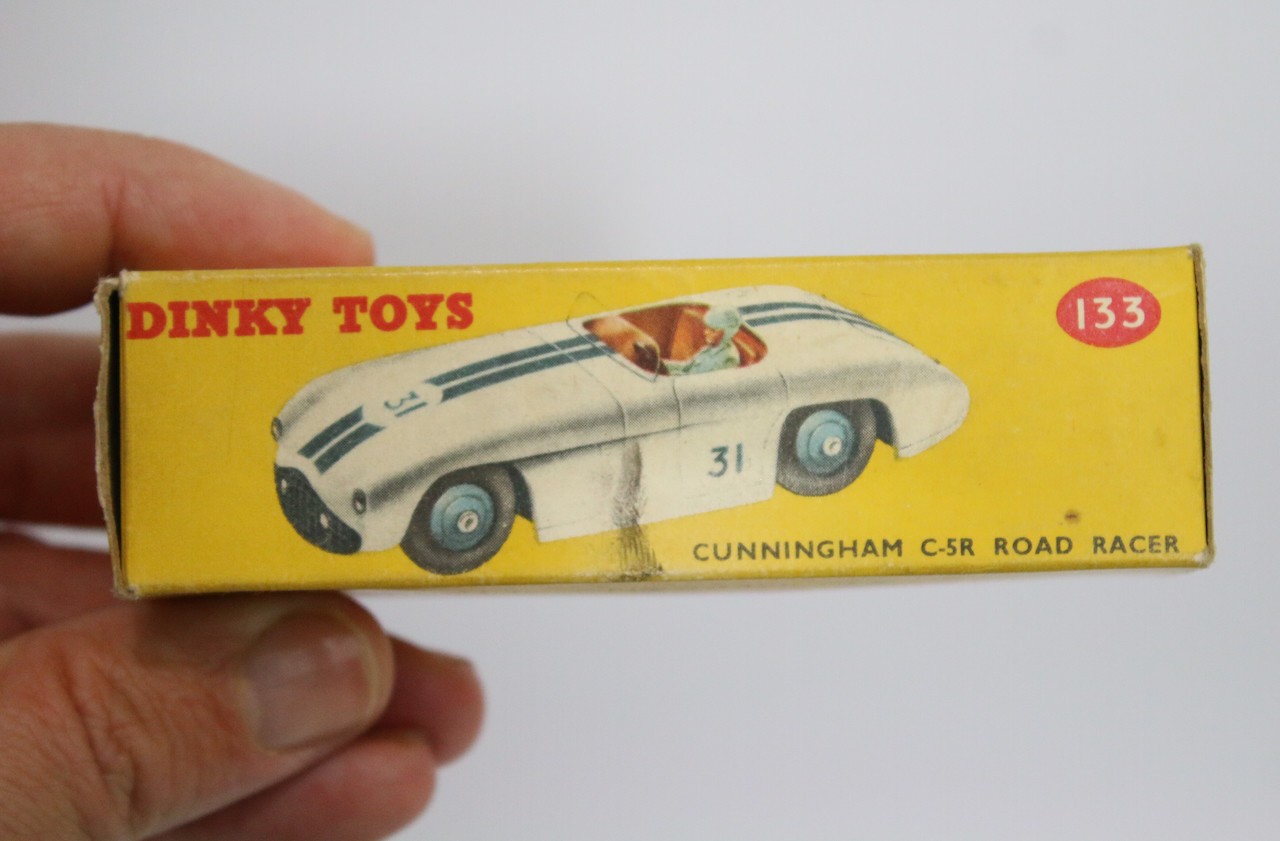 DINKY TOYS
133
31
31
CUNNINGHAM C-5R ROAD RACER